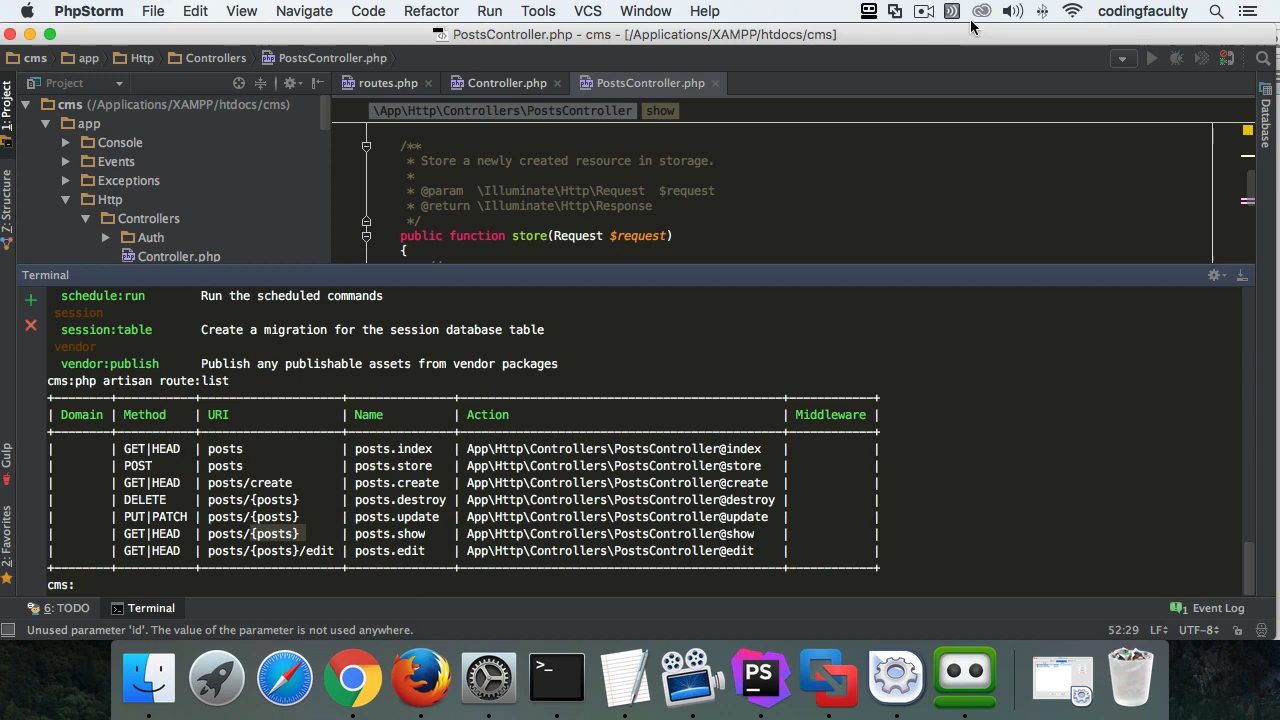 PhpStorm File Edit View Navigate Code Refactor Run Tools VCS Window Help codingfaculty
PostsController.php - cms - [/Applications/XAMPP/htdocs/cms]
cms app Http Controllers PostsController.php
1: Project
Project
routes.php Controller.php PostsController.php
Database
cms (/Applications/XAMPP/htdocs/cms)
\App\Http\Controllers\PostsController show
app
Console
/**
Events
* Store a newly created resource in storage.
*
Exceptions
7: Structure
* @param \Illuminate\Http\Request $request
Http
* @return \Illuminate\Http\Response
Controllers
*/
Auth
public function store(Request $request)
Controller.php
{
Terminal
schedule:run Run the scheduled commands
session
session:table Create a migration for the session database table
vendor
vendor:publish Publish any publishable assets from vendor packages
cms:php artisan route:list
+--------+-----------+--------------------+---------------+----------------------------------------------+------------+
| Domain | Method | URI | Name | Action | Middleware |
+--------+-----------+--------------------+---------------+----------------------------------------------+------------+
| | GET|HEAD | posts | posts.index | App\Http\Controllers\PostsController@index | |
| | POST | posts | posts.store | App\Http\Controllers\PostsController@store | |
| | GET|HEAD | posts/create | posts.create | App\Http\Controllers\PostsController@create | |
| | DELETE | posts/{posts} | posts.destroy | App\Http\Controllers\PostsController@destroy | |
| | PUT|PATCH | posts/{posts} | posts.update | App\Http\Controllers\PostsController@update | |
| | GET|HEAD | posts/{posts} | posts.show | App\Http\Controllers\PostsController@show | |
| | GET|HEAD | posts/{posts}/edit | posts.edit | App\Http\Controllers\PostsController@edit | |
+--------+-----------+--------------------+---------------+----------------------------------------------+------------+
cms:
Gulp
2: Favorites
6: TODO Terminal 1 Event Log
Unused parameter 'id'. The value of the parameter is not used anywhere. 52:29 LF UTF-8
>_
PS